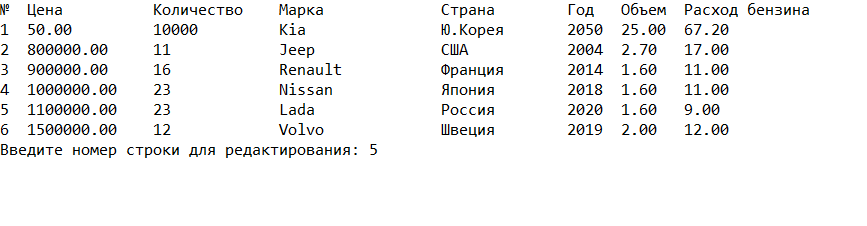 № Цена Количество Марка Страна Год Объем Расход бензина
1 50.00 10000 Kia Ю.Корея 2050 25.00 67.20
2 800000.00 11 Jeep США 2004 2.70 17.00
3 900000.00 16 Renault Франция 2014 1.60 11.00
4 1000000.00 23 Nissan Япония 2018 1.60 11.00
5 1100000.00 23 Lada Россия 2020 1.60 9.00
6 1500000.00 12 Volvo Швеция 2019 2.00 12.00
Введите номер строки для редактирования: 5